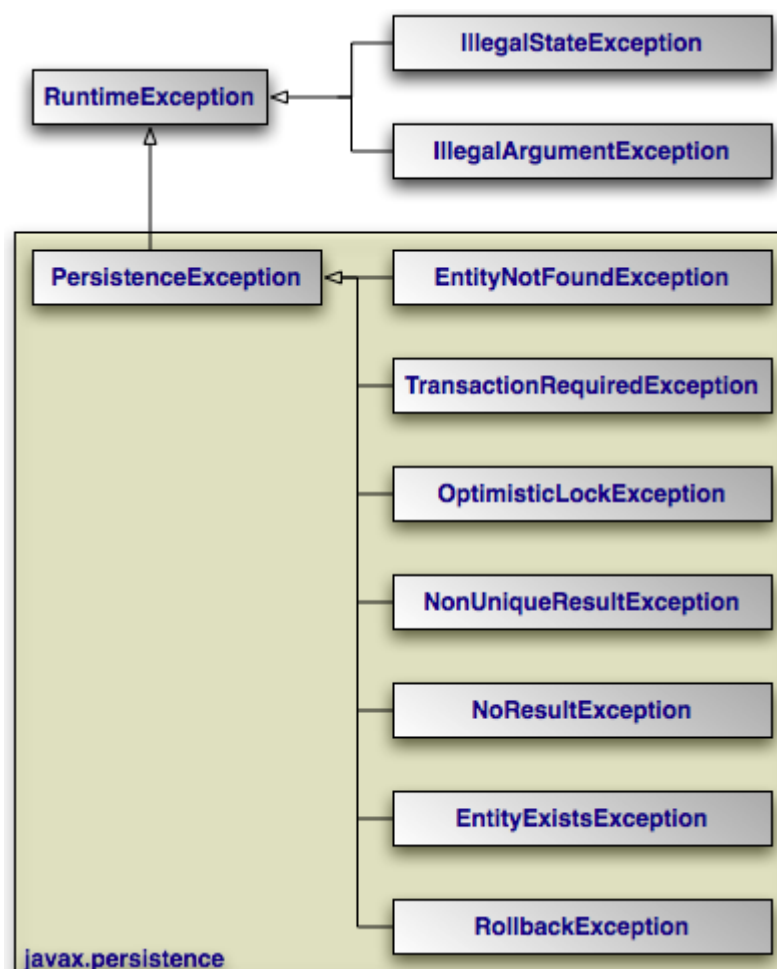 IllegalStateException
RuntimeException
IllegalArgumentException
PersistenceException
EntityNotFoundException
TransactionRequiredException
OptimisticLockException
NonUniqueResultException
NoResultException
EntityExistsException
RollbackException
javax.persistence